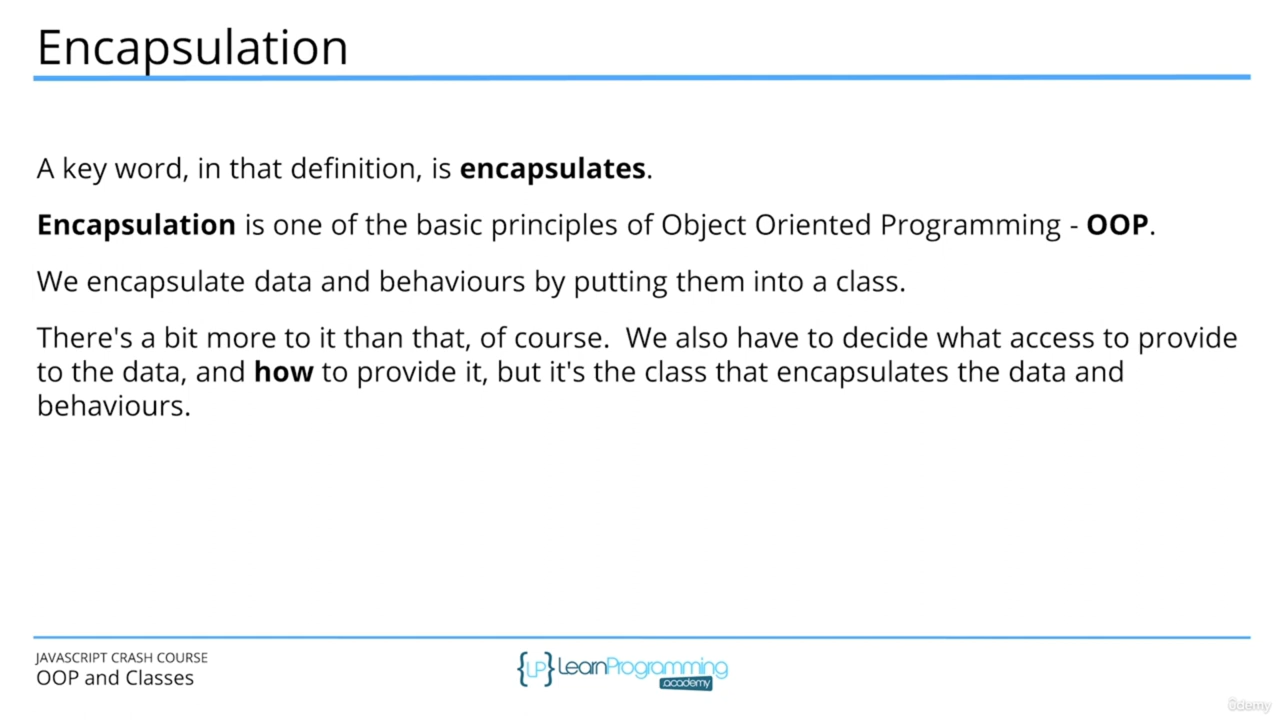 Encapsulation
A key word, in that definition, is encapsulates.
Encapsulation is one of the basic principles of Object Oriented Programming - OOP.
We encapsulate data and behaviours by putting them into a class.
There's a bit more to it than that, of course.  We also have to decide what access to provide
to the data, and how to provide it, but it's the class that encapsulates the data and
behaviours.
JAVASCRIPT CRASH COURSE
OOP and Classes
{LP} LearnProgramming
.academy
ûdemy